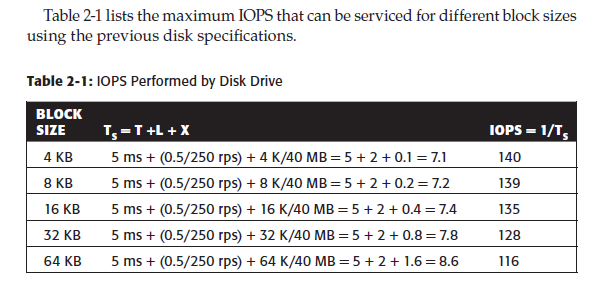 Table 2-1 lists the maximum IOPS that can be serviced for different block sizes
using the previous disk specifications.
Table 2-1: IOPS Performed by Disk Drive
BLOCK
SIZE Ts = T +L + X IOPS = 1/Ts
4 KB 5 ms + (0.5/250 rps) + 4 K/40 MB = 5 + 2 + 0.1 = 7.1 140
8 KB 5 ms + (0.5/250 rps) + 8 K/40 MB = 5 + 2 + 0.2 = 7.2 139
16 KB 5 ms + (0.5/250 rps) + 16 K/40 MB = 5 + 2 + 0.4 = 7.4 135
32 KB 5 ms + (0.5/250 rps) + 32 K/40 MB = 5 + 2 + 0.8 = 7.8 128
64 KB 5 ms + (0.5/250 rps) + 64 K/40 MB = 5 + 2 + 1.6 = 8.6 116